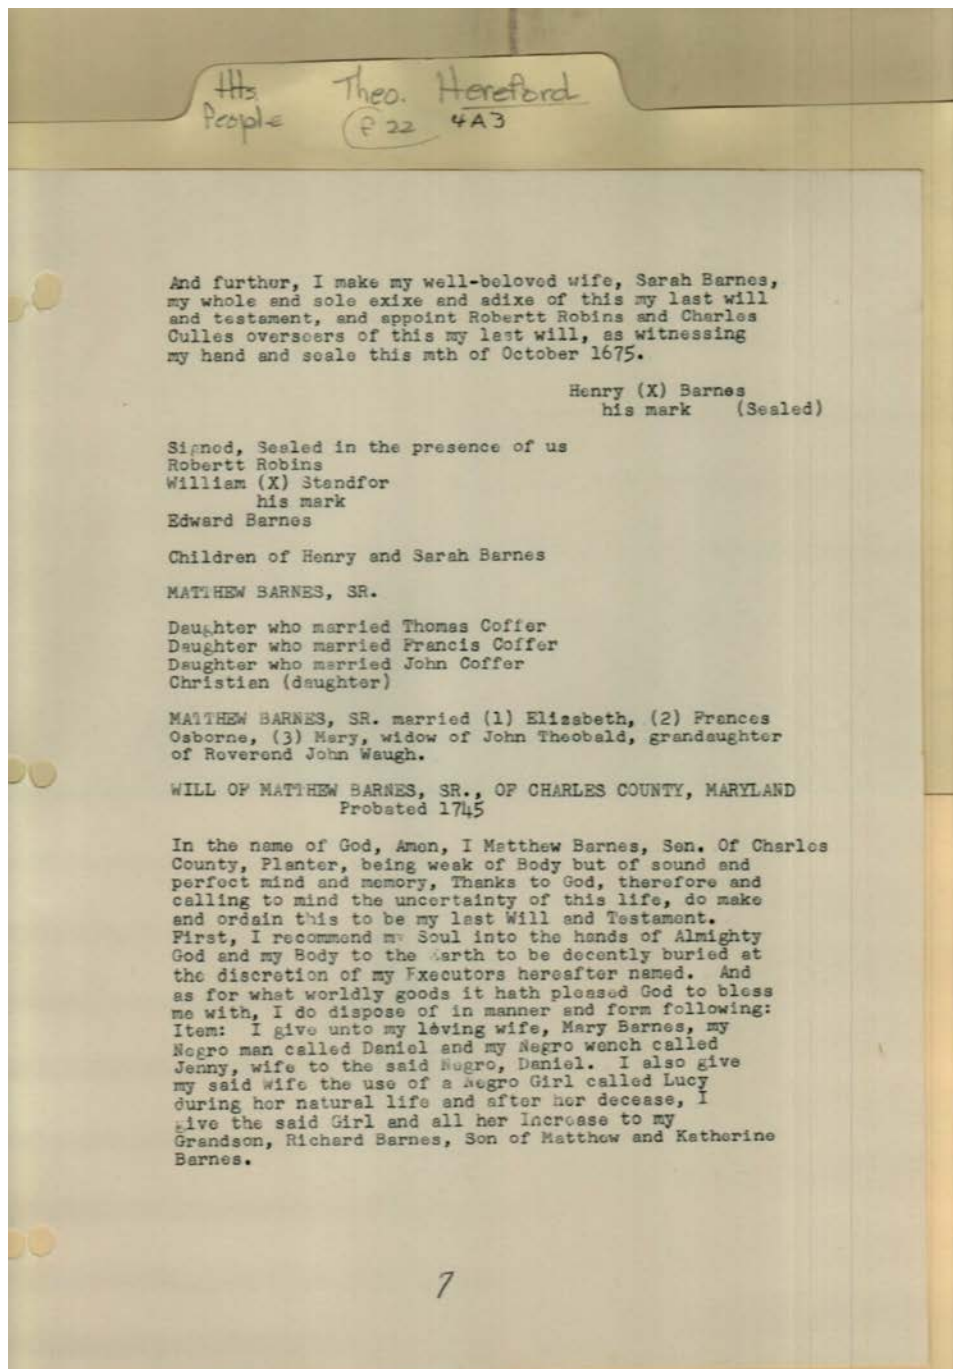 His Theo. Hereford
People P 22 4A3
And further, I make my well-beloved wife, Sarah Barnes,
my whole and sole exixe and adixe of this my last will
and testament, and appoint Robertt Robins and Charles
Culles overseers of this my last will, as witnessing
my hand and seale this mth of October 1675.
Henry (X) Barnes
his mark (Sealed)
Signed, Sealed in the presence of us
Robertt Robins
William (X) Standfor
his mark
Edward Barnes
Children of Henry and Sarah Barnes
MATTHEW BARNES, SR.
Daughter who married Thomas Coffer
Daughter who married Francis Coffer
Daughter who married John Coffer
Christian (daughter)
MATTHEW BARNES, SR. married (1) Elizabeth, (2) Frances
Osborne, (3) Mary, widow of John Theobald, grandaughter
of Reverend John Waugh.
WILL OF MATTHEW BARNES, SR., OF CHARLES COUNTY, MARYLAND
Probated 1745
In the name of God, Amen, I Matthew Barnes, Sen. Of Charles
County, Planter, being weak of Body but of sound and
perfect mind and memory, Thanks to God, therefore and
calling to mind the uncertainty of this life, do make
and ordain this to be my last Will and Testament.
First, I recommend my Soul into the hands of Almighty
God and my Body to the Earth to be decently buried at
the discretion of my Executors hereafter named. And
as for what worldly goods it hath pleased God to bless
me with, I do dispose of in manner and form following:
Item: I give unto my loving wife, Mary Barnes, my
Negro man called Daniel and my Negro wench called
Jenny, wife to the said Negro, Daniel. I also give
my said wife the use of a Negro Girl called Lucy
during her natural life and after her decease, I
give the said Girl and all her Increase to my
Grandson, Richard Barnes, Son of Matthew and Katherine
Barnes.
7